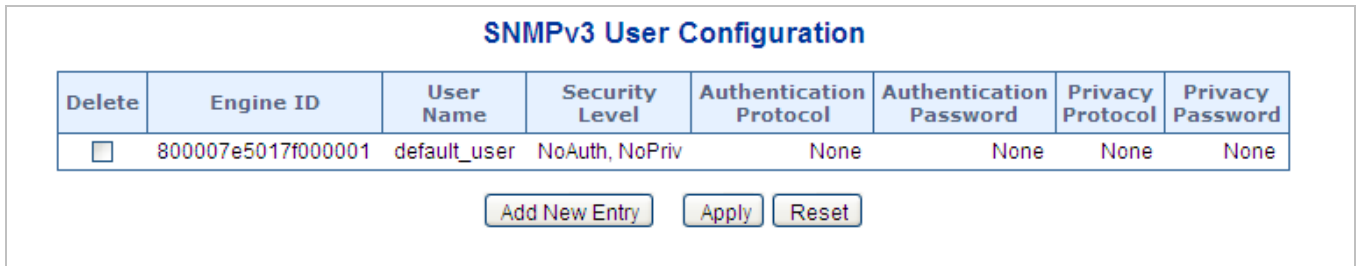 SNMPv3 User Configuration
Delete Engine ID User Name Security Level Authentication Protocol Authentication Password Privacy Protocol Privacy Password
800007e5017f000001 default_user NoAuth, NoPriv None None None None
Add New Entry Apply Reset